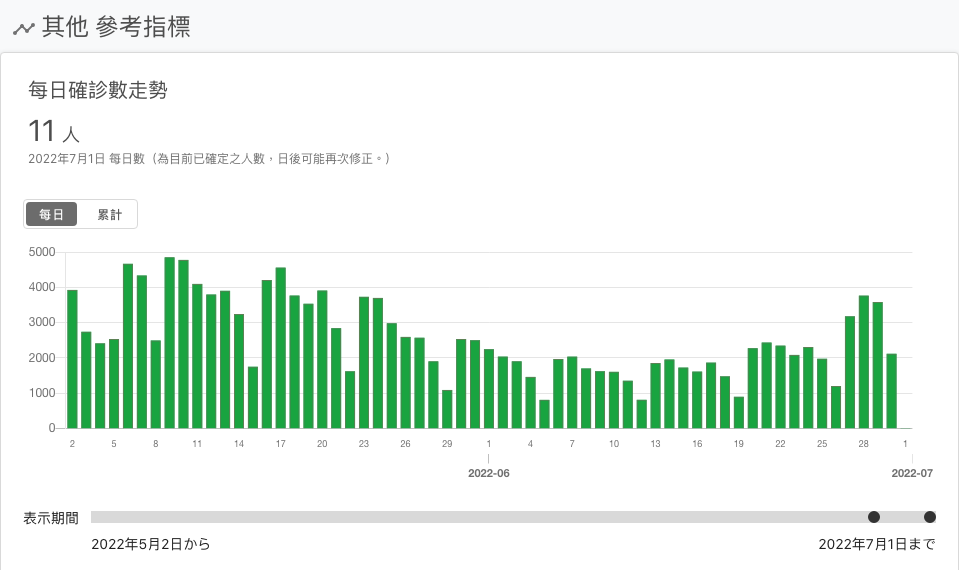 其他 參考指標
每日確診數走勢
11 人
2022年7月1日 每日數（為目前已確定之人數，日後可能再次修正。）
每日 累計
5000
4000
3000
2000
1000
0
2 5 8 11 14 17 20 23 26 29 1 4 7 10 13 16 19 22 25 28 1
2022-06 2022-07
表示期間
2022年5月2日から 2022年7月1日まで